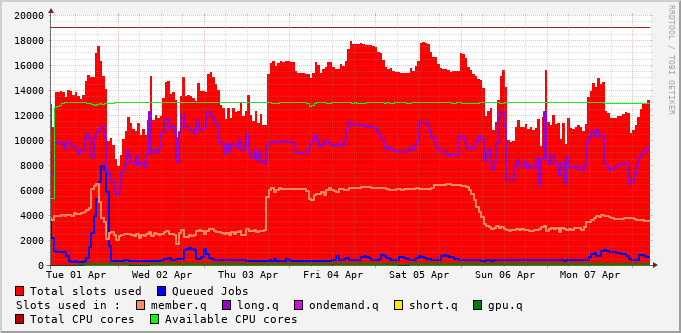 20000
18000
16000
14000
12000
10000
8000
6000
4000
2000
0
Tue 01 Apr Wed 02 Apr Thu 03 Apr Fri 04 Apr Sat 05 Apr Sun 06 Apr Mon 07 Apr
Total slots used Queued Jobs
Slots used in : member.q long.q ondemand.q short.q gpu.q
Total CPU cores Available CPU cores
RRDTOOL / TOBI OETIKER